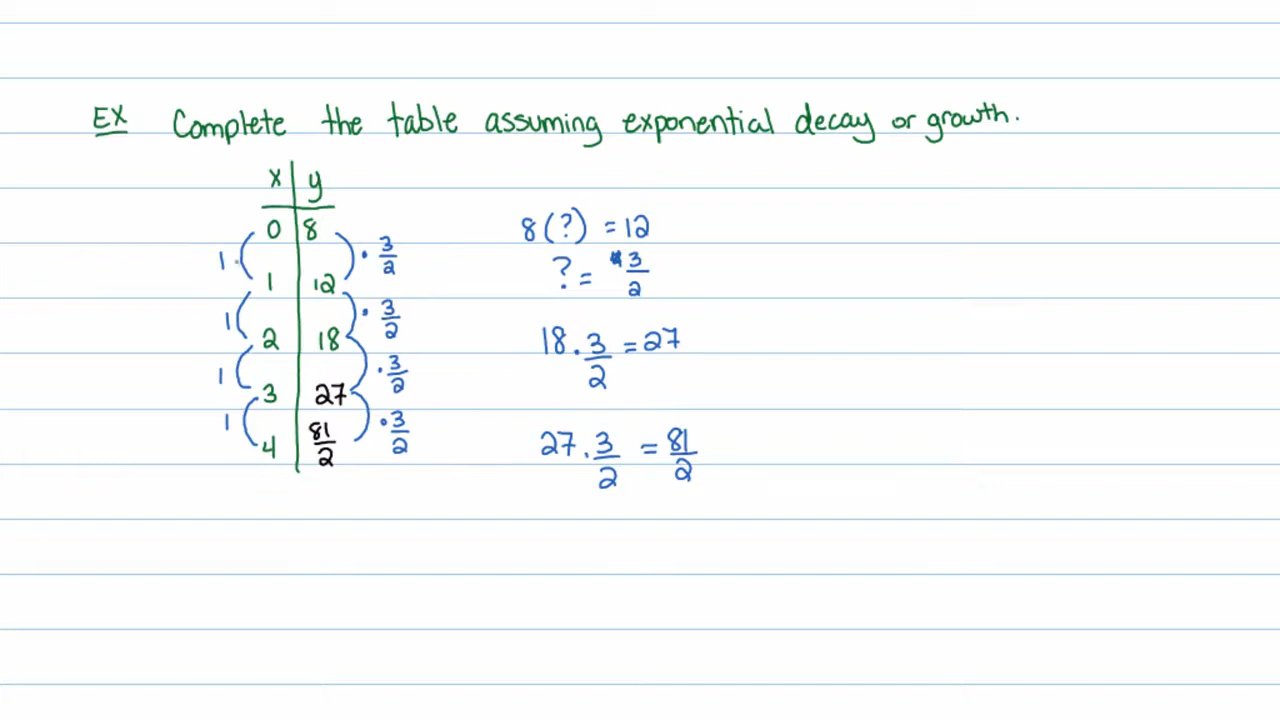 EX Complete the table assuming exponential decay or growth.
x y
0 8 8 (?) = 12
1 · 3/2
? = 3/2
1 12
1 · 3/2
2 18 18 · 3/2 = 27
1 · 3/2
3 27
1 · 3/2
4 81/2 27 · 3/2 = 81/2